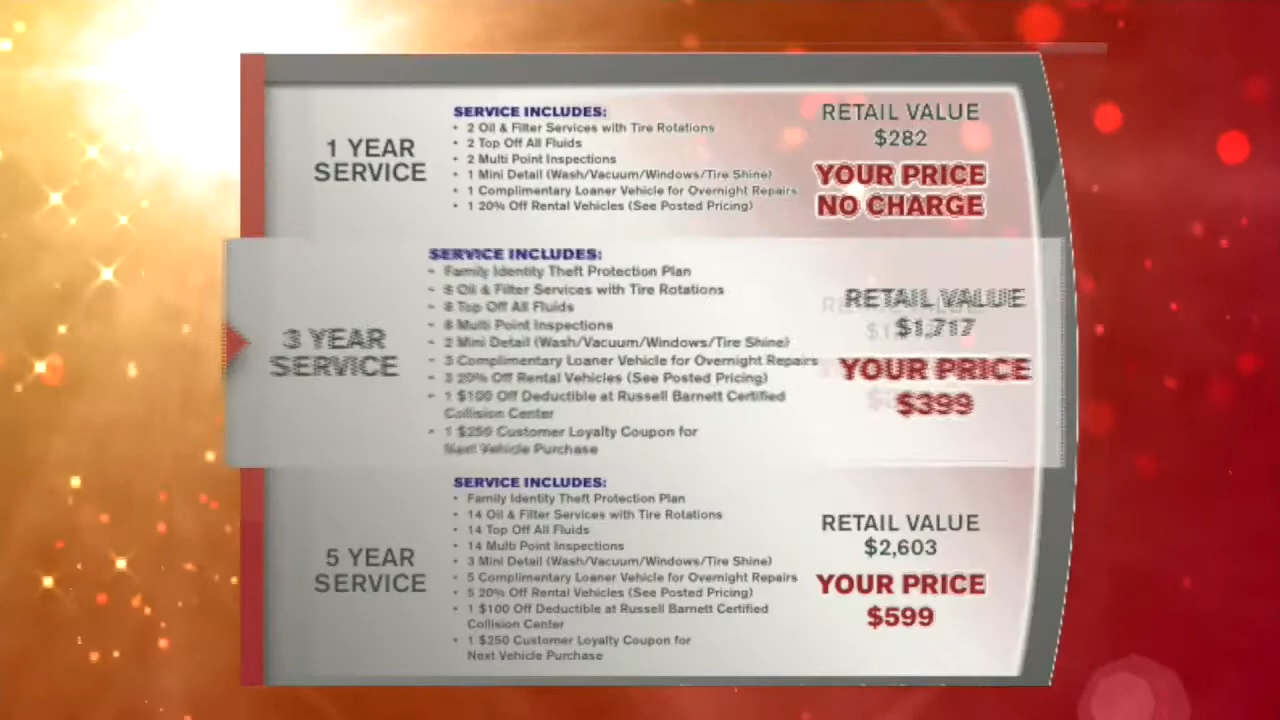 1 YEAR
SERVICE
SERVICE INCLUDES:
• 2 Oil & Filter Services with Tire Rotations
• 2 Top Off All Fluids
• 2 Multi Point Inspections
• 1 Mini Detail (Wash/Vacuum/Windows/Tire Shine)
• 1 Complimentary Loaner Vehicle for Overnight Repairs
• 1 20% Off Rental Vehicles (See Posted Pricing)
RETAIL VALUE
$282
YOUR PRICE
NO CHARGE
3 YEAR
SERVICE
SERVICE INCLUDES:
• Family Identity Theft Protection Plan
• 8 Oil & Filter Services with Tire Rotations
• 8 Top Off All Fluids
• 8 Multi Point Inspections
• 2 Mini Detail (Wash/Vacuum/Windows/Tire Shine)
• 3 Complimentary Loaner Vehicle for Overnight Repairs
• 3 20% Off Rental Vehicles (See Posted Pricing)
• 1 $100 Off Deductible at Russell Barnett Certified
Collision Center
• 1 $250 Customer Loyalty Coupon for
Next Vehicle Purchase
RETAIL VALUE
$1,717
YOUR PRICE
$399
5 YEAR
SERVICE
SERVICE INCLUDES:
• Family Identity Theft Protection Plan
• 14 Oil & Filter Services with Tire Rotations
• 14 Top Off All Fluids
• 14 Multi Point Inspections
• 3 Mini Detail (Wash/Vacuum/Windows/Tire Shine)
• 5 Complimentary Loaner Vehicle for Overnight Repairs
• 5 20% Off Rental Vehicles (See Posted Pricing)
• 1 $100 Off Deductible at Russell Barnett Certified
Collision Center
• 1 $250 Customer Loyalty Coupon for
Next Vehicle Purchase
RETAIL VALUE
$2,603
YOUR PRICE
$599